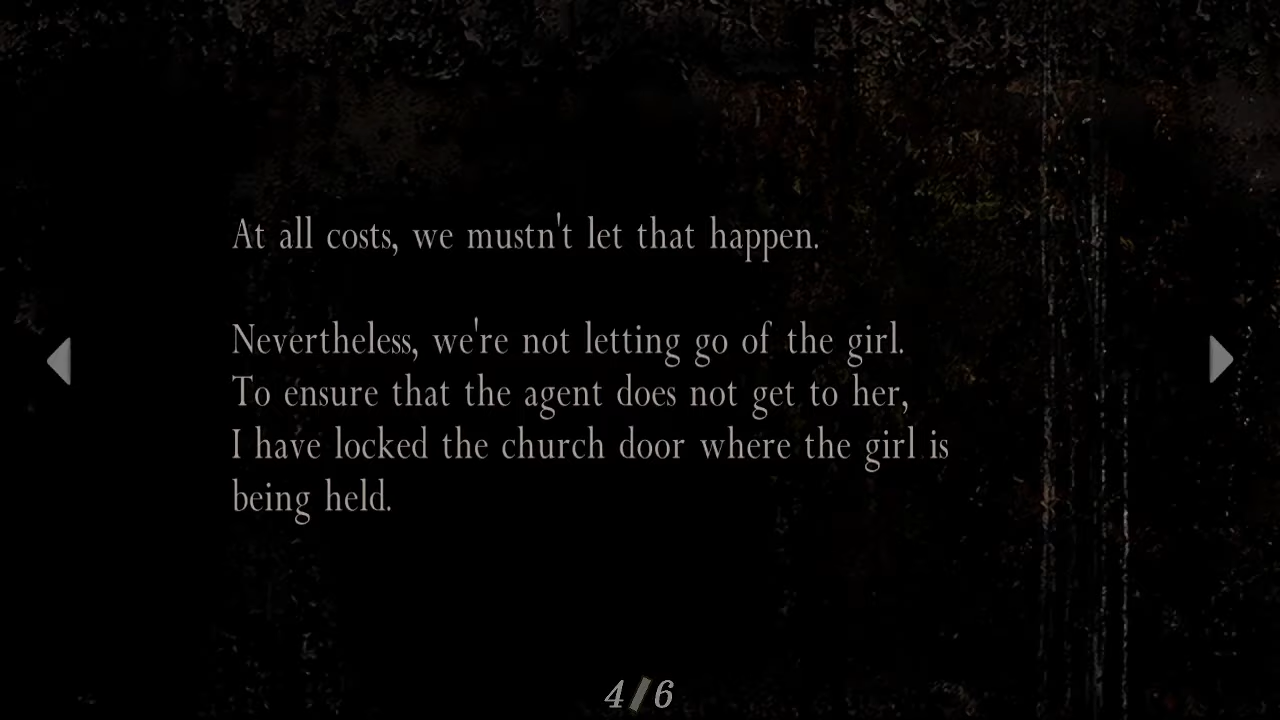 At all costs, we mustn't let that happen.
Nevertheless, we're not letting go of the girl.
To ensure that the agent does not get to her,
I have locked the church door where the girl is
being held.
4/6